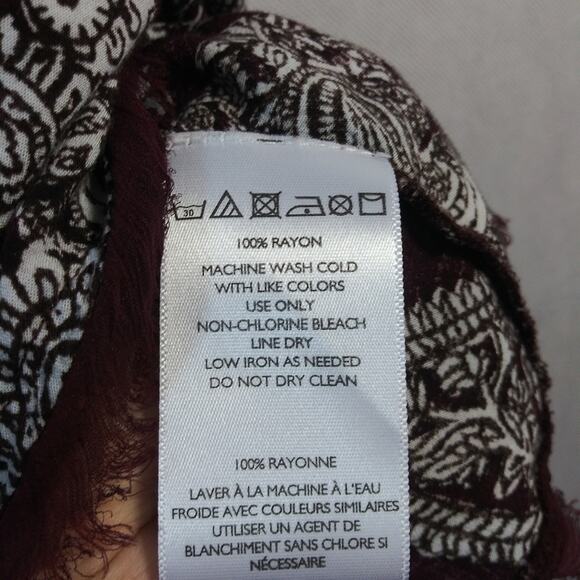 30
100% RAYON
MACHINE WASH COLD
WITH LIKE COLORS
USE ONLY
NON-CHLORINE BLEACH
LINE DRY
LOW IRON AS NEEDED
DO NOT DRY CLEAN
100% RAYONNE
LAVER À LA MACHINE À L'EAU
FROIDE AVEC COULEURS SIMILAIRES
UTILISER UN AGENT DE
BLANCHIMENT SANS CHLORE SI
NÉCESSAIRE